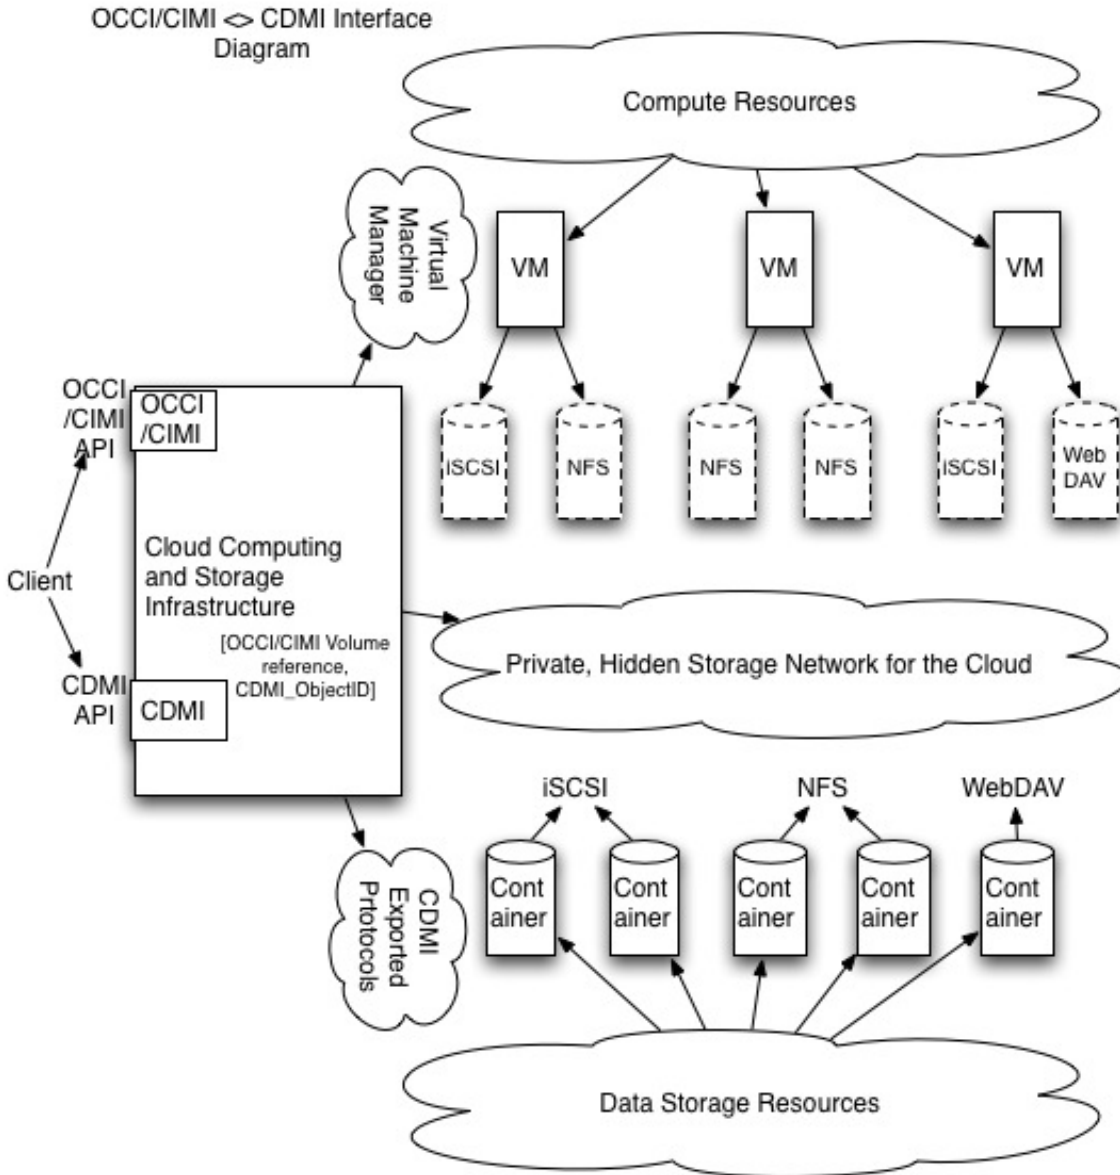 OCCI/CIMI <> CDMI Interface
Diagram
Compute Resources
Virtual
Machine
Manager
VM
VM
VM
OCCI
/CIMI
API
OCCI
/CIMI
iSCSI
NFS
NFS
NFS
iSCSI
Web
DAV
Cloud Computing
and Storage
Infrastructure
Client
[OCCI/CIMI Volume
reference,
CDMI_ObjectID]
Private, Hidden Storage Network for the Cloud
CDMI
API
CDMI
iSCSI
NFS
WebDAV
Cont
ainer
Cont
ainer
Cont
ainer
Cont
ainer
Cont
ainer
CDMI
Exported
Prtotocols
Data Storage Resources